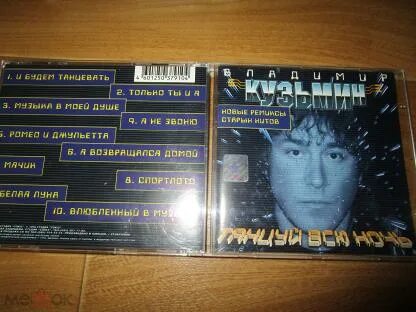 4601250379104
1. И БУДЕМ ТАНЦЕВАТЬ
2. ТОЛЬКО ТЫ И Я
3. МУЗЫКА В МОЕЙ ДУШЕ
4. А НЕ ЗВОНЮ
5. РОМЕО И ДЖУЛЬЕТТА
6. А ВОЗВРАЩАЛСЯ ДОМОЙ
МАЧИК
8. СПОРТЛОТО
БЕЛАЯ ЛУНА
10. ВЛЮБЛЕННЫЙ В МУЗ
ВЛАДИМИР
КУЗЬМИН
НОВЫЕ РЕМИКСЫ
СТАРЫХ ХИТОВ
ТАНЦУЙ ВСЮ НОЧЬ